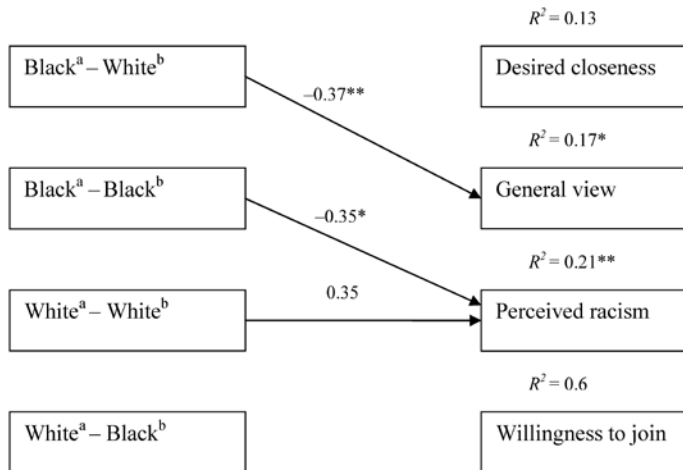 R² = 0.13
Blackᵃ – Whiteᵇ
Desired closeness
–0.37**
R² = 0.17*
Blackᵃ – Blackᵇ
General view
–0.35*
R² = 0.21**
Whiteᵃ – Whiteᵇ
0.35
Perceived racism
R² = 0.6
Whiteᵃ – Blackᵇ
Willingness to join